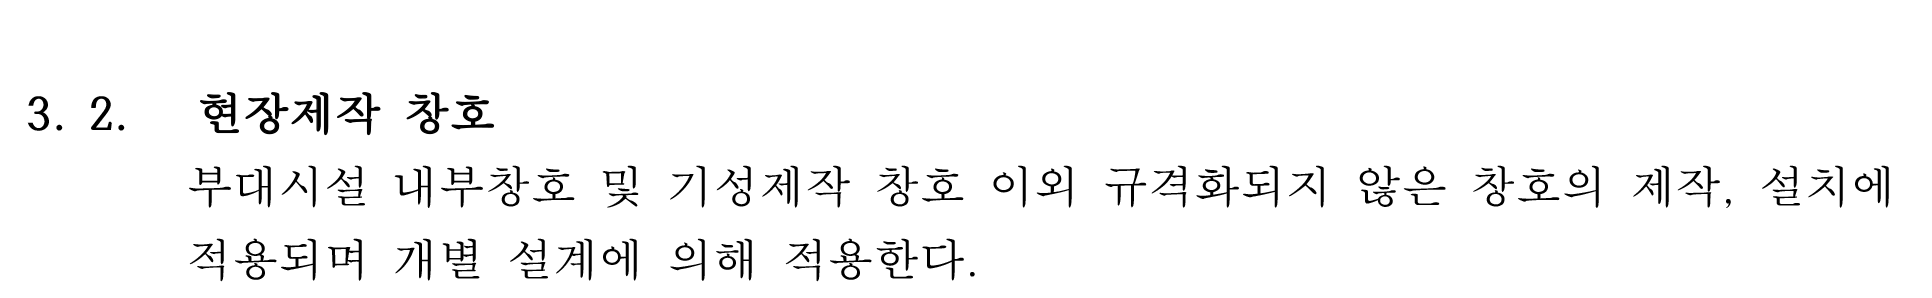 3. 2. 현장제작 창호
부대시설 내부창호 및 기성제작 창호 이외 규격화되지 않은 창호의 제작, 설치에
적용되며 개별 설계에 의해 적용한다.